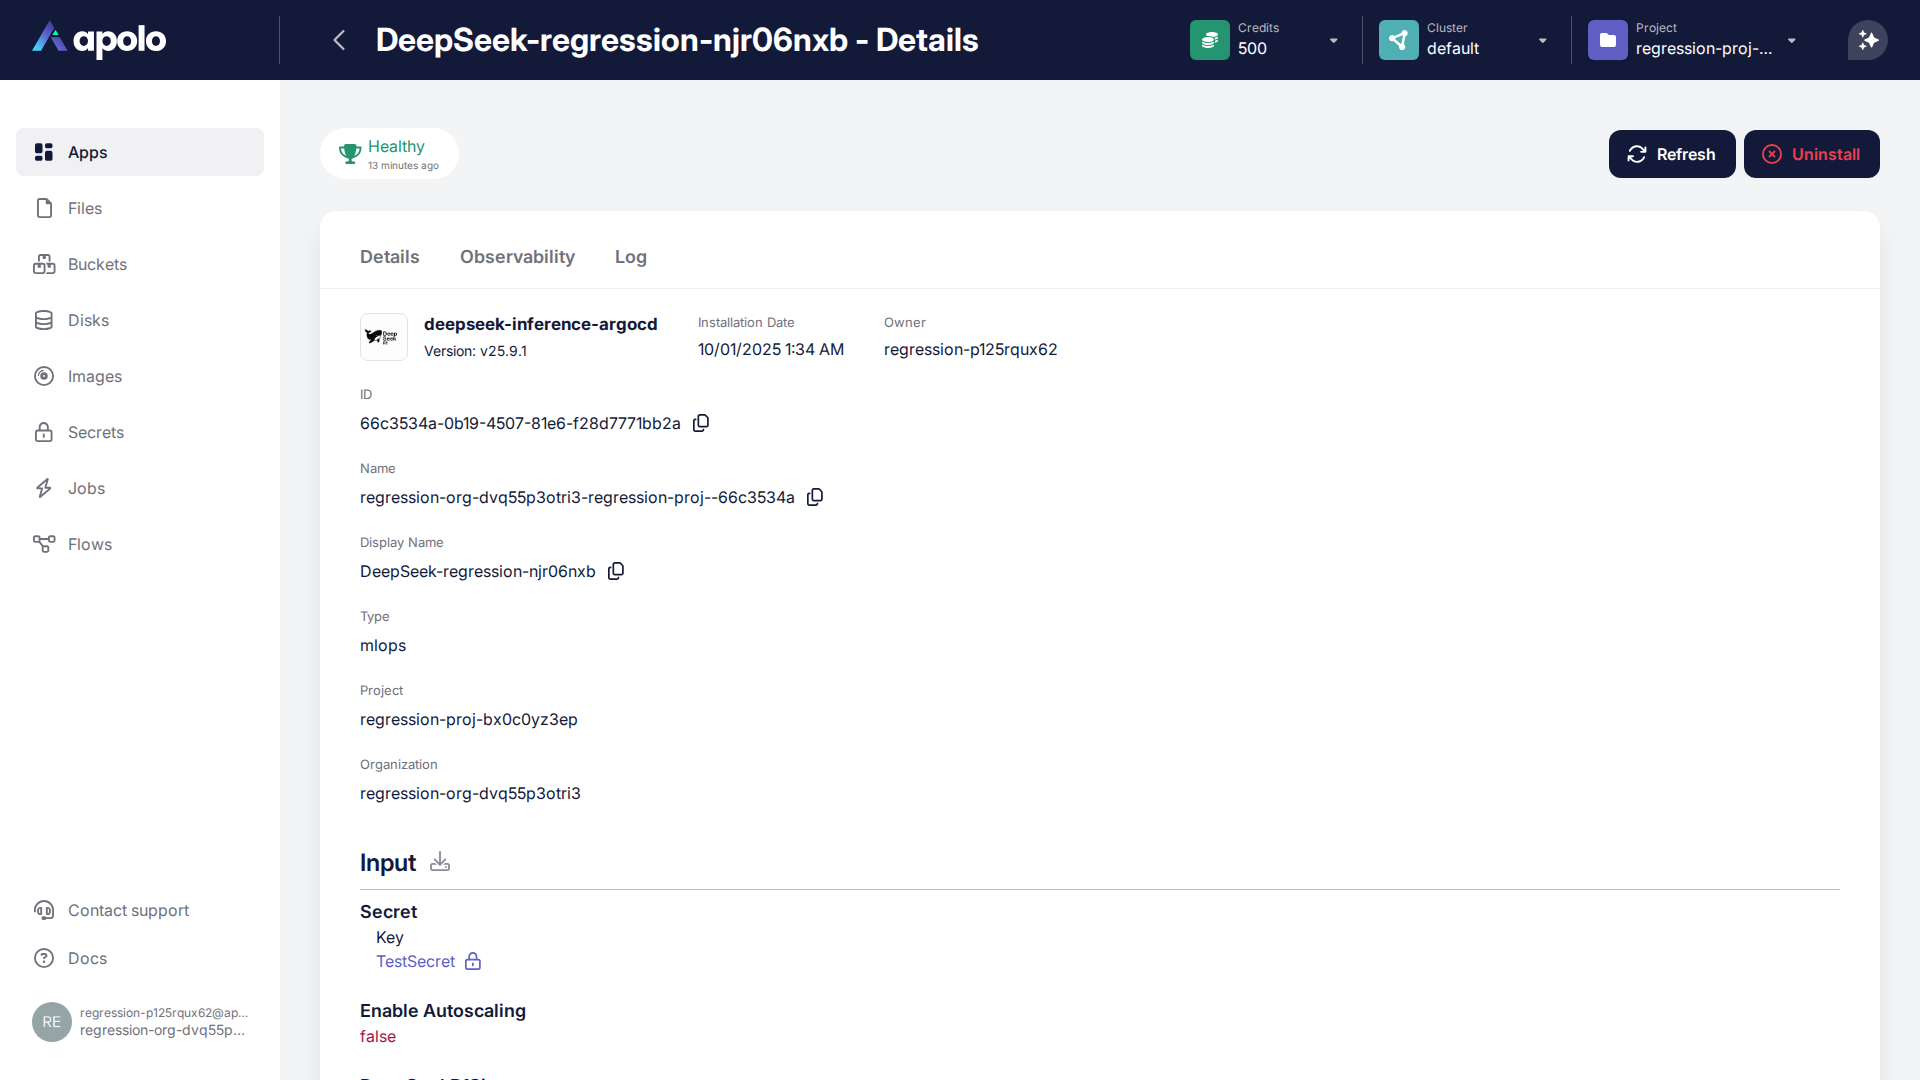 apolo
DeepSeek-regression-njr06nxb - Details
Credits
500
Cluster
default
Project
regression-proj-...
Apps
Files
Buckets
Disks
Images
Secrets
Jobs
Flows
Contact support
Docs
RE
regression-p125rqux62@ap...
regression-org-dvq55p...
Healthy
13 minutes ago
Refresh
Uninstall
Details
Observability
Log
deepseek-inference-argocd
Version: v25.9.1
Installation Date
10/01/2025 1:34 AM
Owner
regression-p125rqux62
ID
66c3534a-0b19-4507-81e6-f28d7771bb2a
Name
regression-org-dvq55p3otri3-regression-proj--66c3534a
Display Name
DeepSeek-regression-njr06nxb
Type
mlops
Project
regression-proj-bx0c0yz3ep
Organization
regression-org-dvq55p3otri3
Input
Secret
Key
TestSecret
Enable Autoscaling
false